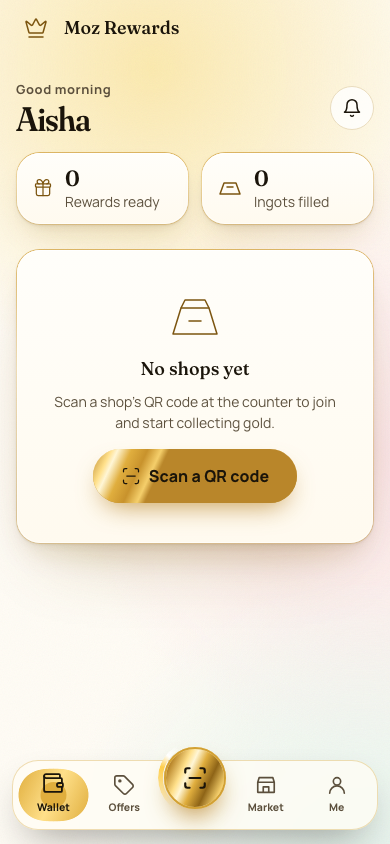 Moz Rewards
Good morning
Aisha
0
Rewards ready
0
Ingots filled
No shops yet
Scan a shop's QR code at the counter to join
and start collecting gold.
Scan a QR code
Wallet
Offers
Market
Me